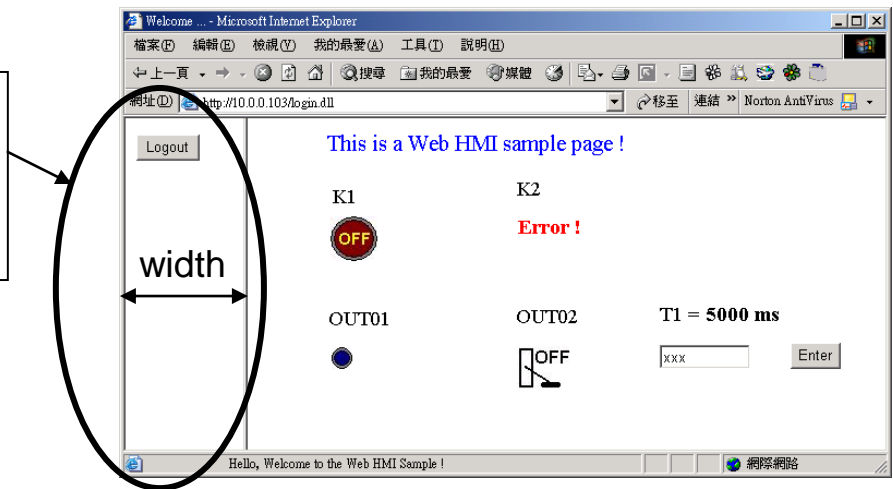 Welcome ... - Microsoft Internet Explorer
檔案(F) 編輯(E) 檢視(V) 我的最愛(A) 工具(T) 說明(H)
上一頁 搜尋 我的最愛 媒體
網址(D) http://10.0.0.103/login.dll 移至 連結 » Norton AntiVirus
Logout
This is a Web HMI sample page !
K1 K2
OFF Error !
width
OUT01 OUT02 T1 = 5000 ms
OFF xxx Enter
Hello, Welcome to the Web HMI Sample ! 網際網路